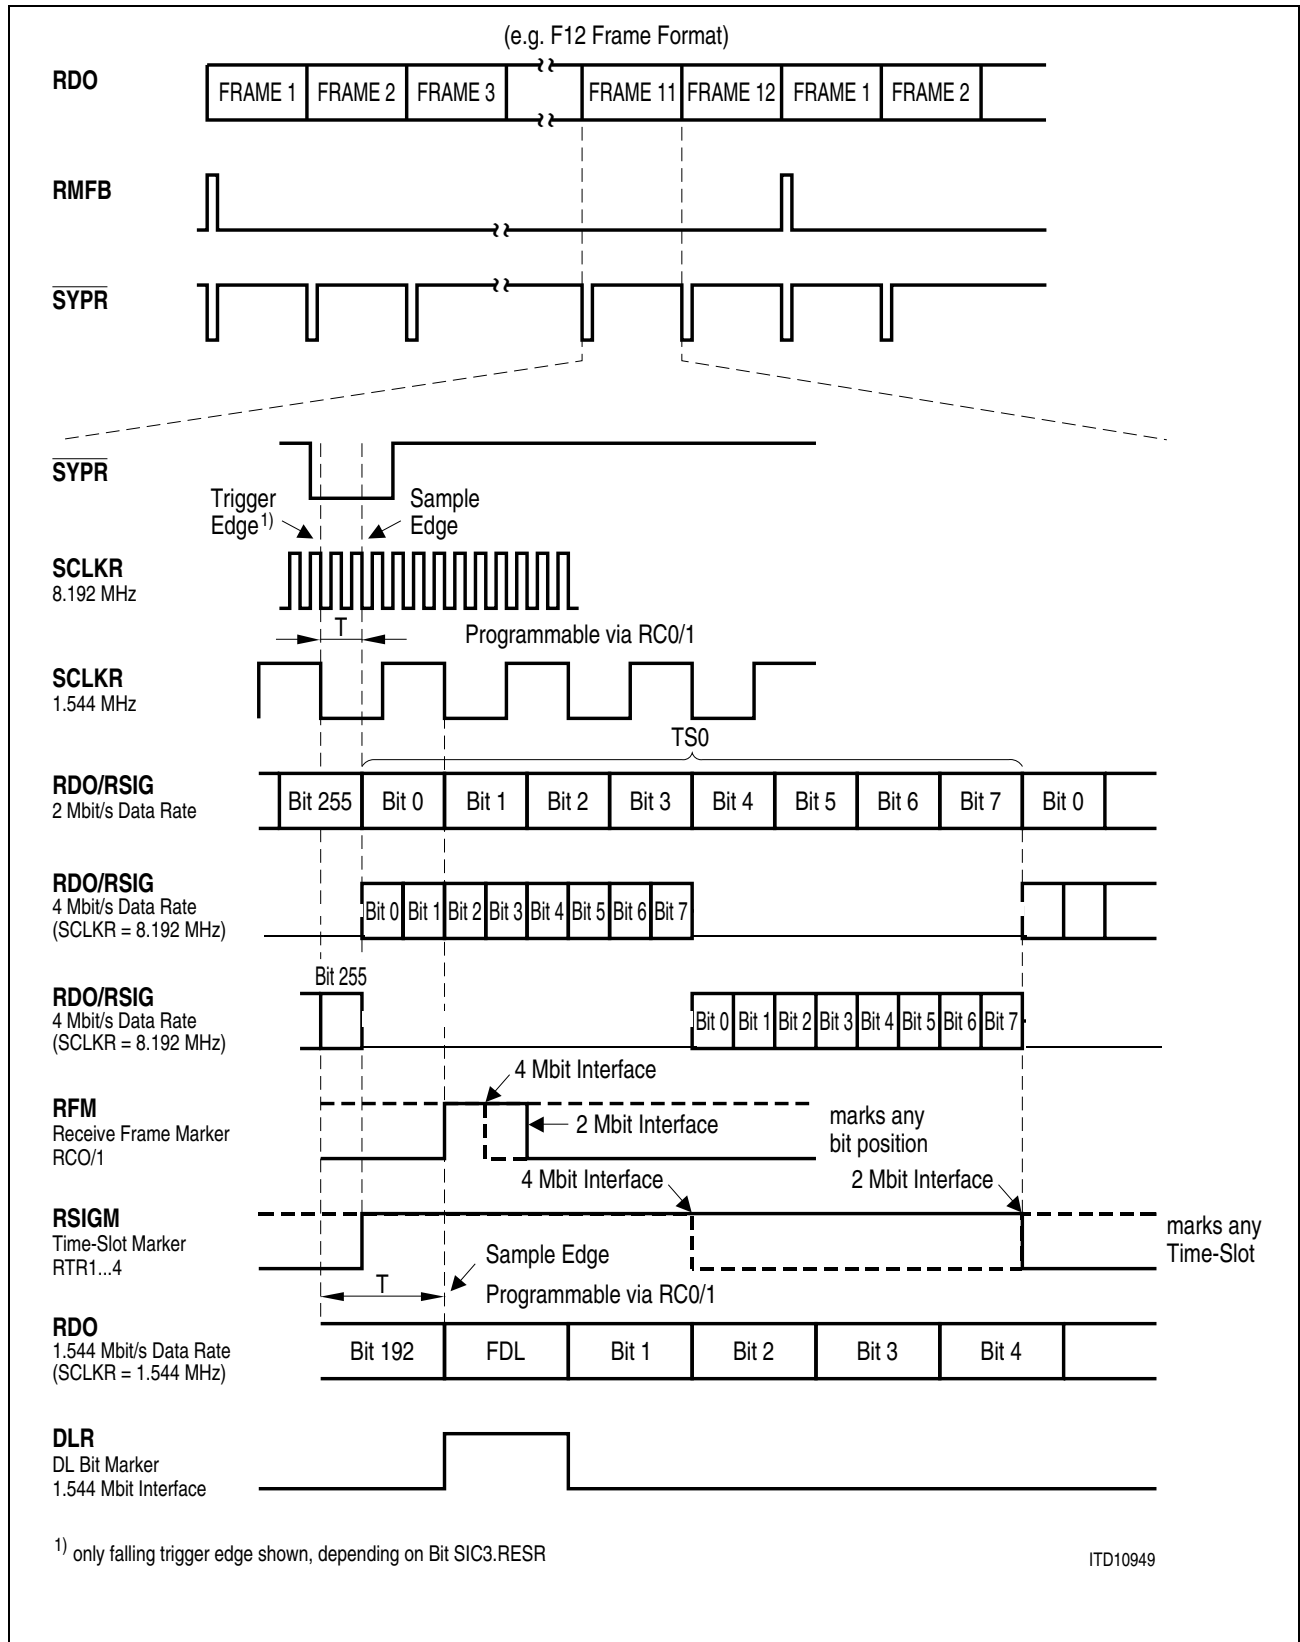 (e.g. F12 Frame Format)
RDO
FRAME 1 FRAME 2 FRAME 3 FRAME 11 FRAME 12 FRAME 1 FRAME 2
RMFB
SYPR
SYPR
Trigger
Edge1)
Sample
Edge
SCLKR
8.192 MHz
T
Programmable via RC0/1
SCLKR
1.544 MHz
TS0
RDO/RSIG
2 Mbit/s Data Rate
Bit 255 Bit 0 Bit 1 Bit 2 Bit 3 Bit 4 Bit 5 Bit 6 Bit 7 Bit 0
RDO/RSIG
4 Mbit/s Data Rate
(SCLKR = 8.192 MHz)
Bit 0 Bit 1 Bit 2 Bit 3 Bit 4 Bit 5 Bit 6 Bit 7
Bit 255
RDO/RSIG
4 Mbit/s Data Rate
(SCLKR = 8.192 MHz)
Bit 0 Bit 1 Bit 2 Bit 3 Bit 4 Bit 5 Bit 6 Bit 7
4 Mbit Interface
RFM
Receive Frame Marker
RCO/1
2 Mbit Interface
marks any
bit position
4 Mbit Interface
2 Mbit Interface
RSIGM
Time-Slot Marker
RTR1...4
marks any
Time-Slot
T
Sample Edge
Programmable via RC0/1
RDO
1.544 Mbit/s Data Rate
(SCLKR = 1.544 MHz)
Bit 192 FDL Bit 1 Bit 2 Bit 3 Bit 4
DLR
DL Bit Marker
1.544 Mbit Interface
1) only falling trigger edge shown, depending on Bit SIC3.RESR
ITD10949